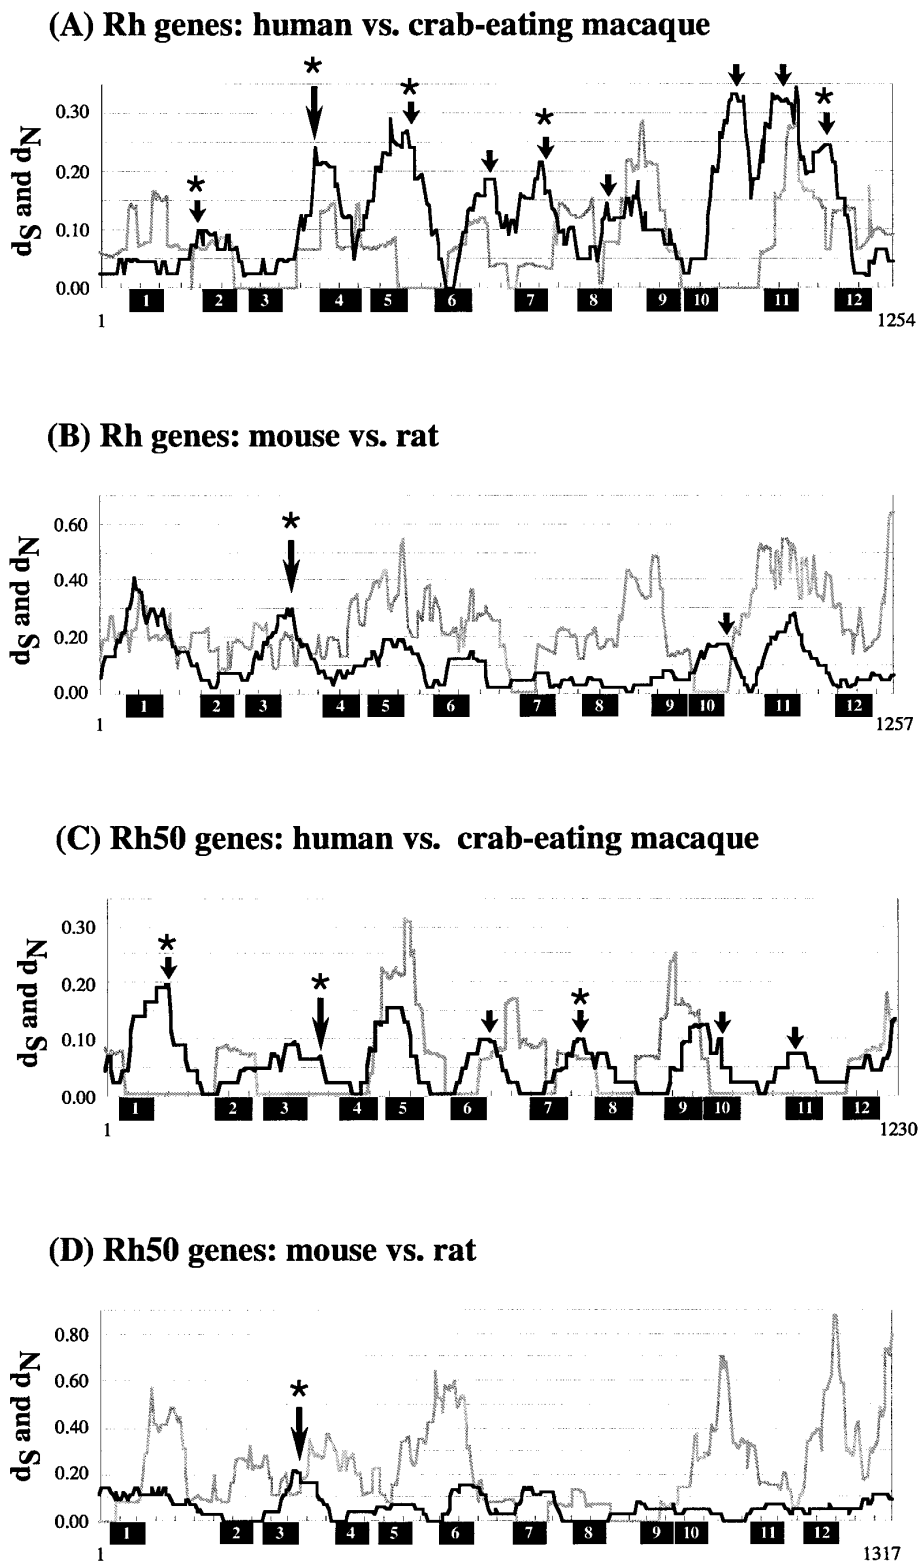 (A) Rh genes: human vs. crab-eating macaque
* * * * *
0.30
0.20
0.10
0.00
dS and dN
1 2 3 4 5 6 7 8 9 10 11 12
1 1254
(B) Rh genes: mouse vs. rat
*
0.60
0.40
0.20
0.00
dS and dN
1 2 3 4 5 6 7 8 9 10 11 12
1 1257
(C) Rh50 genes: human vs. crab-eating macaque
* * *
0.30
0.20
0.10
0.00
dS and dN
1 2 3 4 5 6 7 8 9 10 11 12
1 1230
(D) Rh50 genes: mouse vs. rat
*
0.80
0.60
0.40
0.20
0.00
dS and dN
1 2 3 4 5 6 7 8 9 10 11 12
1 1317